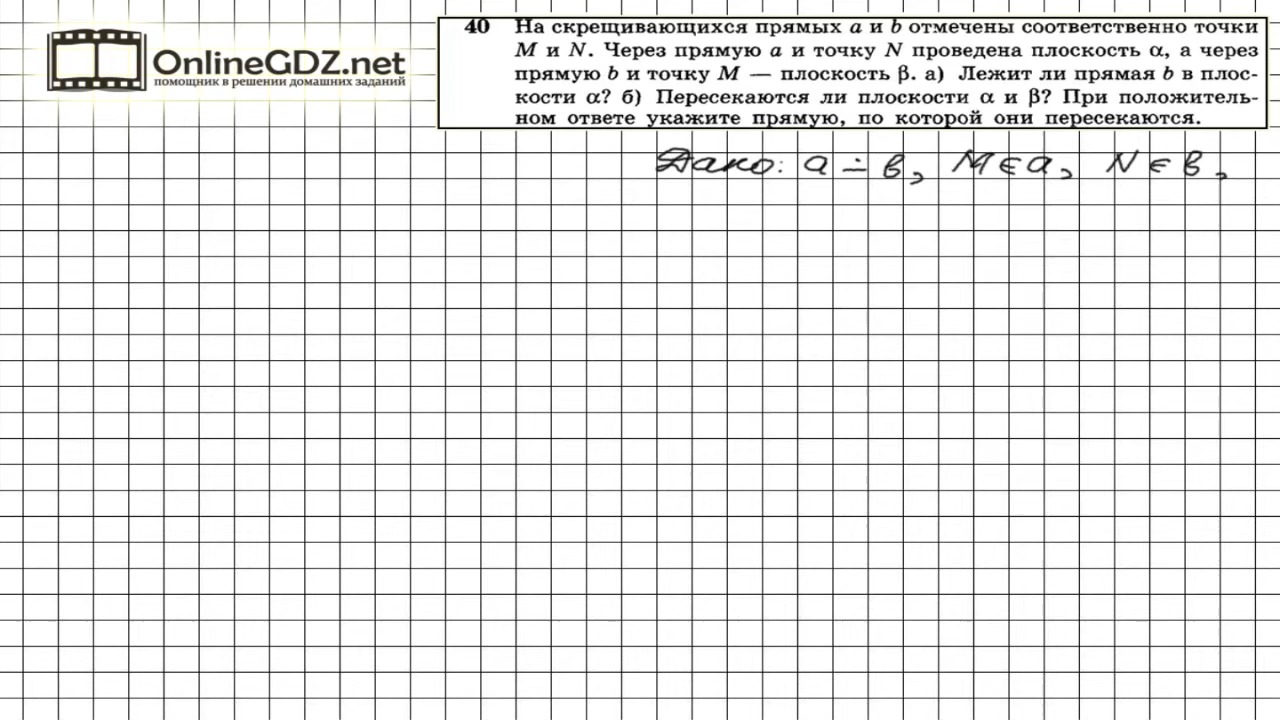 OnlineGDZ.net
помощник в решении домашних заданий
40 На скрещивающихся прямых a и b отмечены соответственно точки
M и N. Через прямую a и точку N проведена плоскость α, а через
прямую b и точку M — плоскость β. а) Лежит ли прямая b в плос-
кости α? б) Пересекаются ли плоскости α и β? При положитель-
ном ответе укажите прямую, по которой они пересекаются.
Дано: a ∸ b, M ∈ a, N ∈ b,